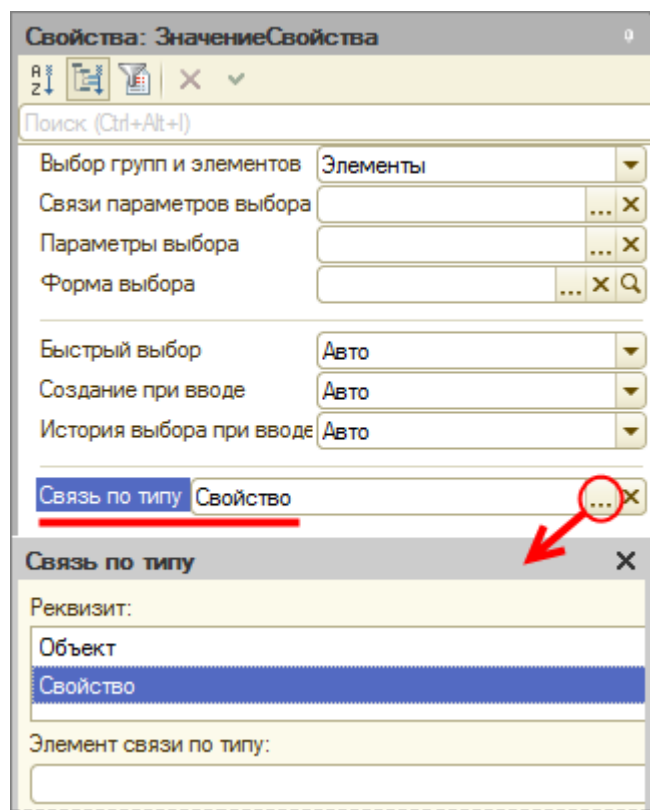 Свойства: ЗначениеСвойства
Поиск (Ctrl+Alt+I)
Выбор групп и элементов Элементы
Связи параметров выбора ...
Параметры выбора ...
Форма выбора ...
Быстрый выбор Авто
Создание при вводе Авто
История выбора при вводе Авто
Связь по типу Свойство ...
Связь по типу
Реквизит:
Объект
Свойство
Элемент связи по типу: